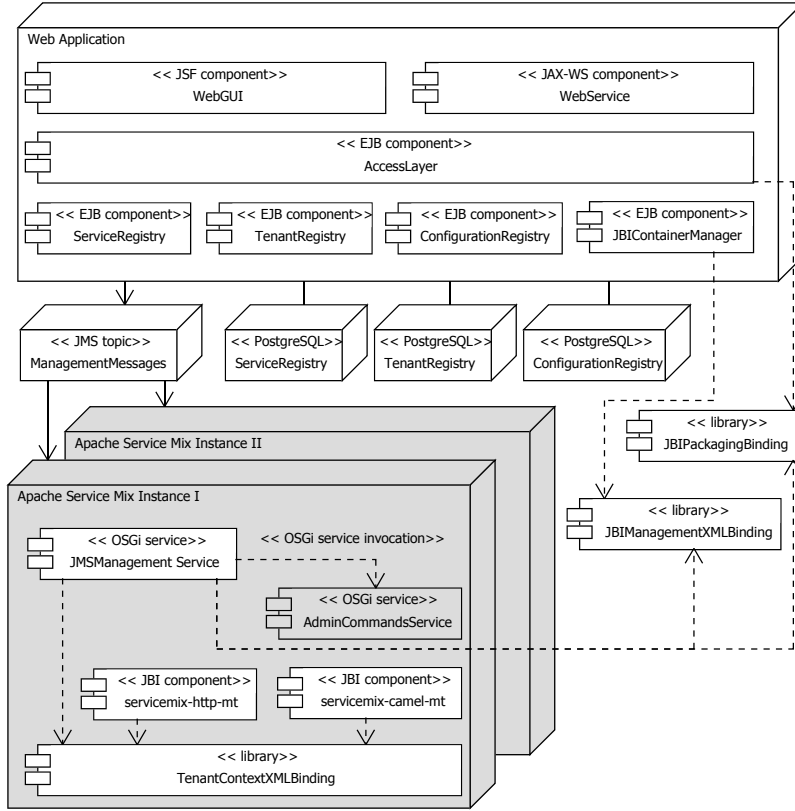 Web Application
<< JSF component>>
WebGUI
<< JAX-WS component>>
WebService
<< EJB component>>
AccessLayer
<< EJB component>>
ServiceRegistry
<< EJB component>>
TenantRegistry
<< EJB component>>
ConfigurationRegistry
<< EJB component>>
JBIContainerManager
<< JMS topic>>
ManagementMessages
<< PostgreSQL>>
ServiceRegistry
<< PostgreSQL>>
TenantRegistry
<< PostgreSQL>>
ConfigurationRegistry
<< library>>
JBIPackagingBinding
Apache Service Mix Instance II
Apache Service Mix Instance I
<< library>>
JBIManagementXMLBinding
<< OSGi service>>
JMSManagement Service
<< OSGi service invocation>>
<< OSGi service>>
AdminCommandsService
<< JBI component>>
servicemix-http-mt
<< JBI component>>
servicemix-camel-mt
<< library>>
TenantContextXMLBinding